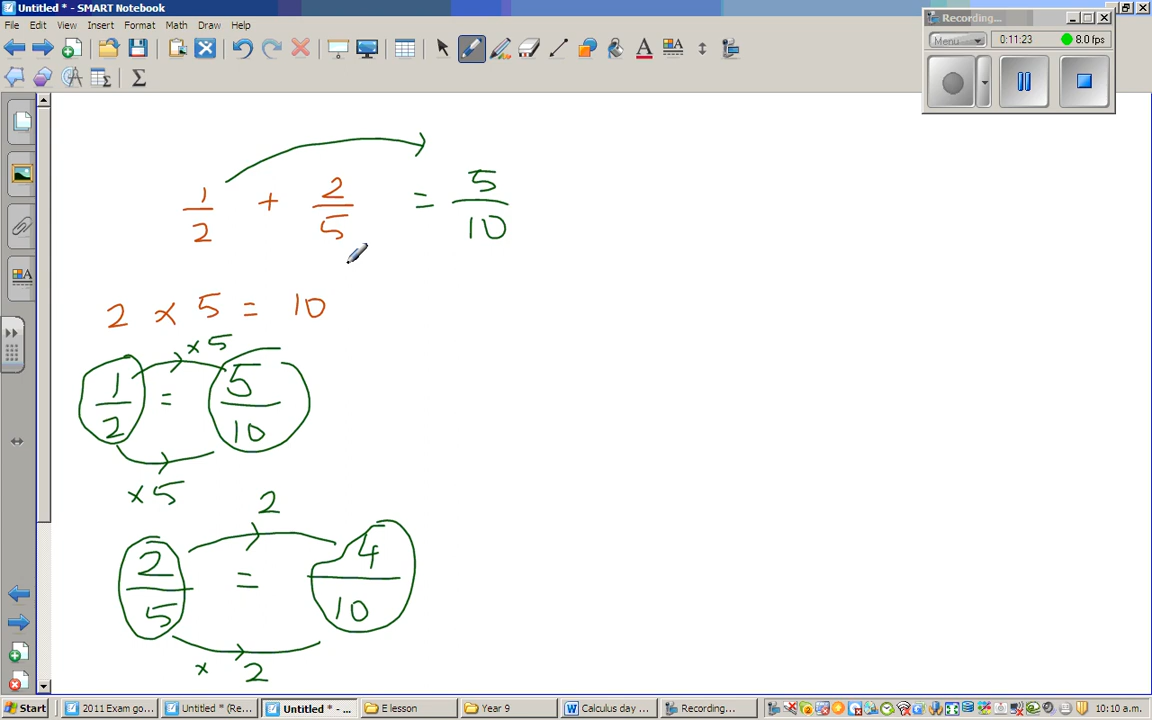 Untitled * - SMART Notebook
File Edit View Insert Format Math Draw Help
Recording...
Menu 0:11:23 8.0 fps
1/2 + 2/5 = 5/10
2 × 5 = 10
×5
1/2 = 5/10
×5
2
2/5 = 4/10
× 2
Start 2011 Exam go... Untitled * (Re... Untitled * - ... E lesson Year 9 Calculus day ... Recording... 10:10 a.m.